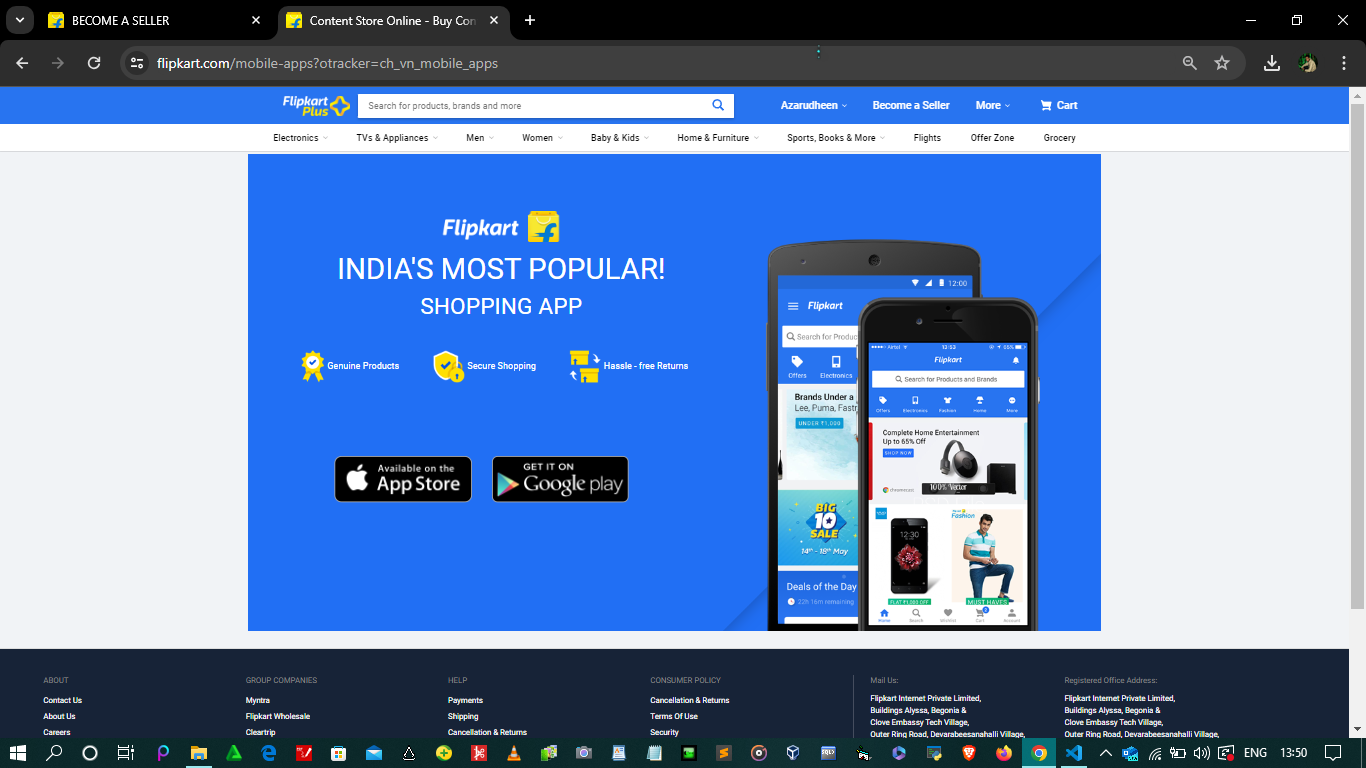 BECOME A SELLER
Content Store Online - Buy Con
flipkart.com/mobile-apps?otracker=ch_vn_mobile_apps
Flipkart
Plus
Search for products, brands and more
Azarudheen
Become a Seller
More
Cart
Electronics
TVs & Appliances
Men
Women
Baby & Kids
Home & Furniture
Sports, Books & More
Flights
Offer Zone
Grocery
Flipkart
INDIA'S MOST POPULAR!
SHOPPING APP
Genuine Products
Secure Shopping
Hassle - free Returns
Available on the
App Store
GET IT ON
Google play
12:00
Flipkart
Search for Produc
Offers
Electronics
Brands Under a
Lee, Puma, Fastr
UNDER ₹1,000
BIG
10
SALE
14th - 18th May
Deals of the Day
22h 16m remaining
Airtel
13:53
65%
Flipkart
Search for Products and Brands
Offers
Electronics
Fashion
Home
More
Complete Home Entertainment
Up to 65% Off
SHOP NOW
chromecast
100% Vector
12:30
Fashion
FLAT ₹1,000 OFF
MUST HAVES
Home
Search
Wishlist
Cart
Account
ABOUT
Contact Us
About Us
Careers
GROUP COMPANIES
Myntra
Flipkart Wholesale
Cleartrip
HELP
Payments
Shipping
Cancellation & Returns
CONSUMER POLICY
Cancellation & Returns
Terms Of Use
Security
Mail Us:
Flipkart Internet Private Limited,
Buildings Alyssa, Begonia &
Clove Embassy Tech Village,
Outer Ring Road, Devarabeesanahalli Village,
Registered Office Address:
Flipkart Internet Private Limited,
Buildings Alyssa, Begonia &
Clove Embassy Tech Village,
Outer Ring Road, Devarabeesanahalli Village,
ENG
13:50